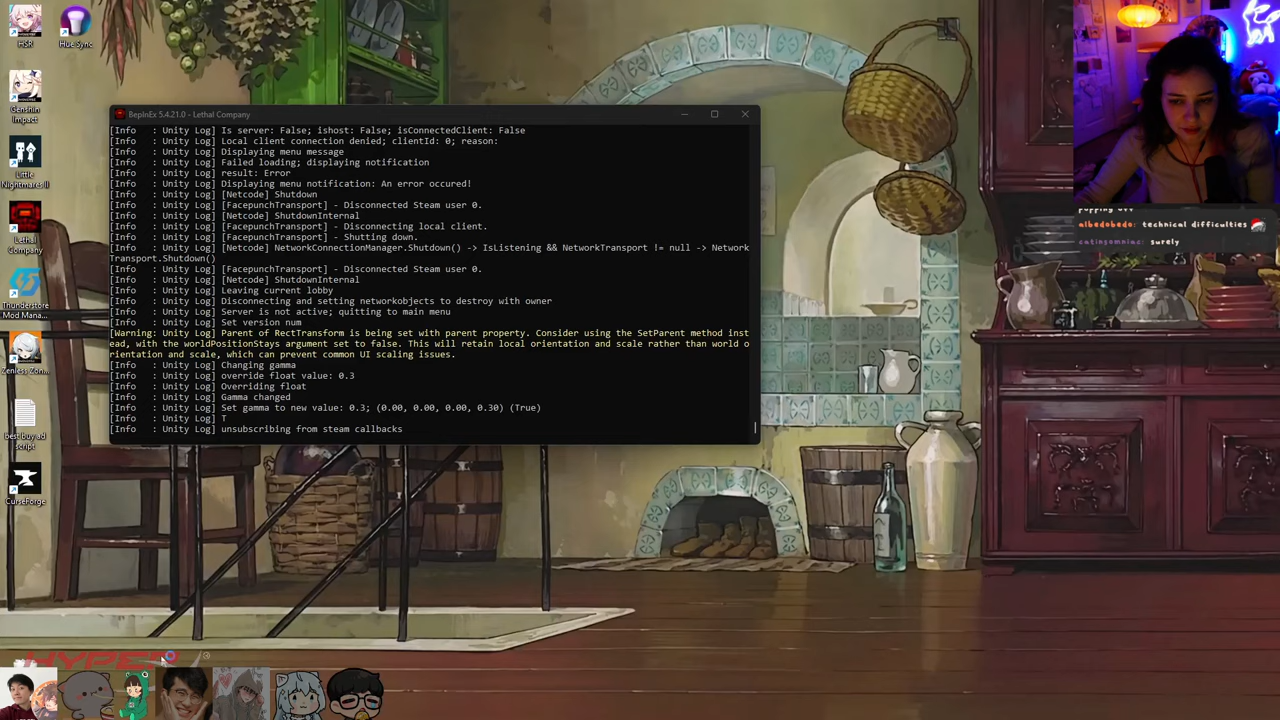 HSR
Hue Sync
Genshin
Impact
Little
Nightmares II
Lethal
Company
Thunderstore
Mod Mana...
Zenless Zon...
best buy ad
script
CurseForge
BepInEx 5.4.21.0 - Lethal Company
[Info   : Unity Log] Is server: False; ishost: False; isConnectedClient: False
[Info   : Unity Log] Local client connection denied; clientId: 0; reason:
[Info   : Unity Log] Displaying menu message
[Info   : Unity Log] Failed loading; displaying notification
[Info   : Unity Log] result: Error
[Info   : Unity Log] Displaying menu notification: An error occured!
[Info   : Unity Log] [Netcode] Shutdown
[Info   : Unity Log] [FacepunchTransport] - Disconnected Steam user 0.
[Info   : Unity Log] [Netcode] ShutdownInternal
[Info   : Unity Log] [FacepunchTransport] - Disconnecting local client.
[Info   : Unity Log] [FacepunchTransport] - Shutting down.
[Info   : Unity Log] [Netcode] NetworkConnectionManager.Shutdown() -> IsListening && NetworkTransport != null -> Network
Transport.Shutdown()
[Info   : Unity Log] [FacepunchTransport] - Disconnected Steam user 0.
[Info   : Unity Log] [Netcode] ShutdownInternal
[Info   : Unity Log] Leaving current lobby
[Info   : Unity Log] Disconnecting and setting networkobjects to destroy with owner
[Info   : Unity Log] Server is not active; quitting to main menu
[Info   : Unity Log] Set version num
[Warning: Unity Log] Parent of RectTransform is being set with parent property. Consider using the SetParent method inst
ead, with the worldPositionStays argument set to false. This will retain local orientation and scale rather than world o
rientation and scale, which can prevent common UI scaling issues.
[Info   : Unity Log] Changing gamma
[Info   : Unity Log] override float value: 0.3
[Info   : Unity Log] Overriding float
[Info   : Unity Log] Gamma changed
[Info   : Unity Log] Set gamma to new value: 0.3; (0.00, 0.00, 0.00, 0.30) (True)
[Info   : Unity Log] T
[Info   : Unity Log] unsubscribing from steam callbacks
popping off
albedobedo: technical difficulties
catinsomniac: surely
HYPER